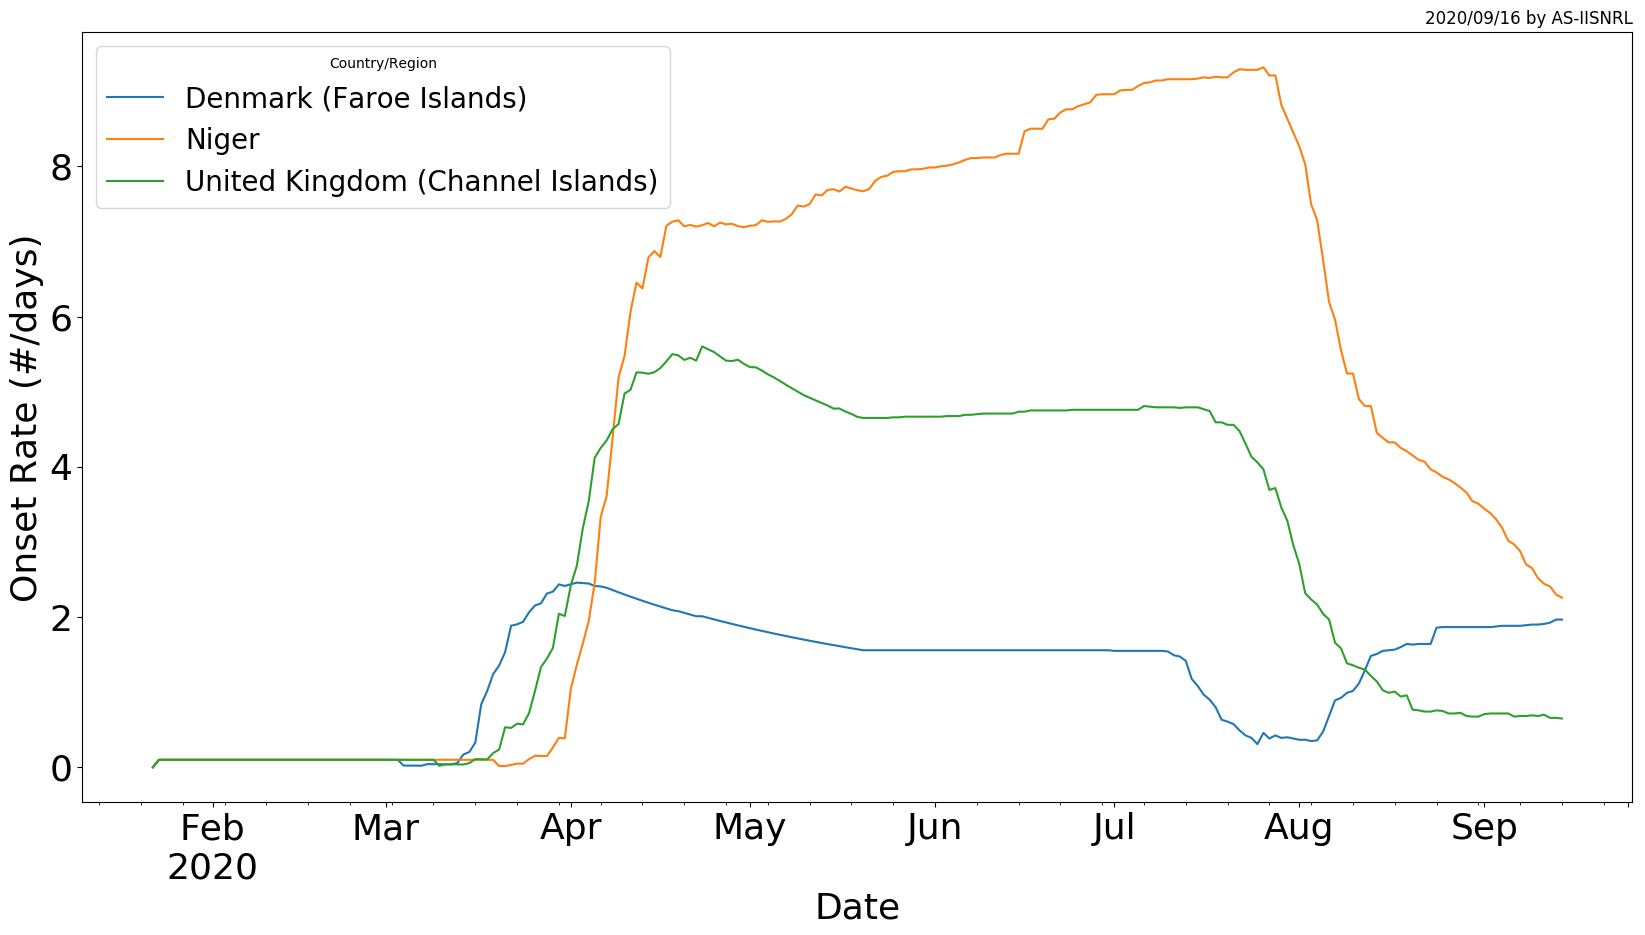 2020/09/16 by AS-IISNRL
Country/Region
Denmark (Faroe Islands)
Niger
United Kingdom (Channel Islands)
Onset Rate (#/days)
8
6
4
2
0
Feb Mar Apr May Jun Jul Aug Sep
2020
Date